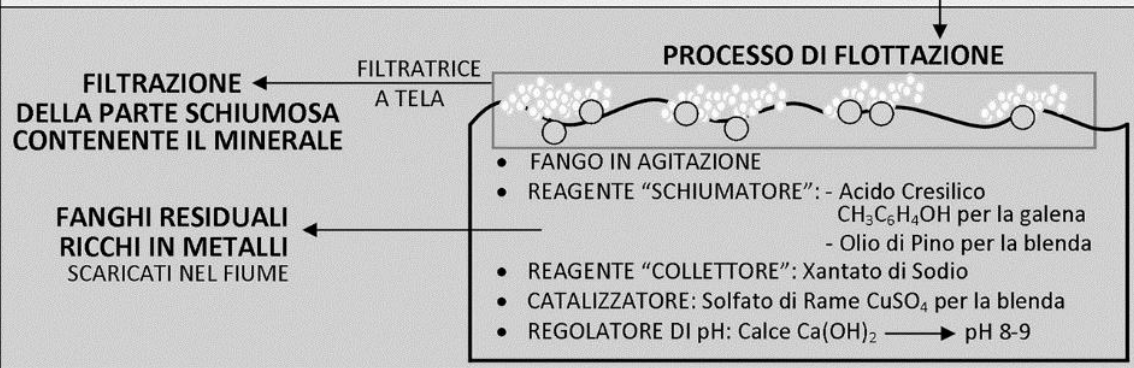 PROCESSO DI FLOTTAZIONE
FILTRATRICE
A TELA
FILTRAZIONE
DELLA PARTE SCHIUMOSA
CONTENENTE IL MINERALE
• FANGO IN AGITAZIONE
• REAGENTE “SCHIUMATORE”: - Acido Cresilico
CH₃C₆H₄OH per la galena
- Olio di Pino per la blenda
• REAGENTE “COLLETTORE”: Xantato di Sodio
• CATALIZZATORE: Solfato di Rame CuSO₄ per la blenda
• REGOLATORE DI pH: Calce Ca(OH)₂ → pH 8-9
FANGHI RESIDUALI
RICCHI IN METALLI
SCARICATI NEL FIUME